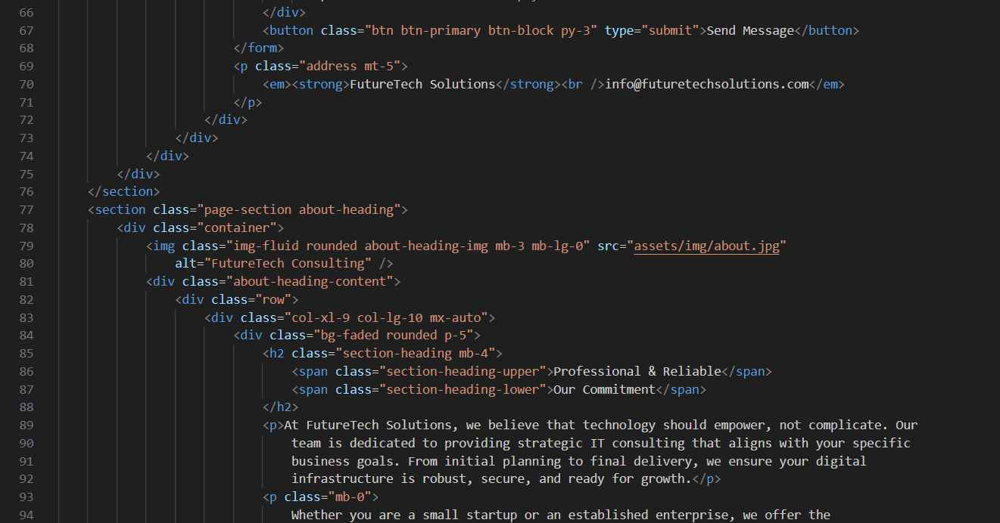 66 </div>
67 <button class="btn btn-primary btn-block py-3" type="submit">Send Message</button>
68 </form>
69 <p class="address mt-5">
70 <em><strong>FutureTech Solutions</strong><br />info@futuretechsolutions.com</em>
71 </p>
72 </div>
73 </div>
74 </div>
75 </div>
76 </section>
77 <section class="page-section about-heading">
78 <div class="container">
79 <img class="img-fluid rounded about-heading-img mb-3 mb-lg-0" src="assets/img/about.jpg"
80 alt="FutureTech Consulting" />
81 <div class="about-heading-content">
82 <div class="row">
83 <div class="col-xl-9 col-lg-10 mx-auto">
84 <div class="bg-faded rounded p-5">
85 <h2 class="section-heading mb-4">
86 <span class="section-heading-upper">Professional & Reliable</span>
87 <span class="section-heading-lower">Our Commitment</span>
88 </h2>
89 <p>At FutureTech Solutions, we believe that technology should empower, not complicate. Our
90 team is dedicated to providing strategic IT consulting that aligns with your specific
91 business goals. From initial planning to final delivery, we ensure your digital
92 infrastructure is robust, secure, and ready for growth.</p>
93 <p class="mb-0">
94 Whether you are a small startup or an established enterprise, we offer the